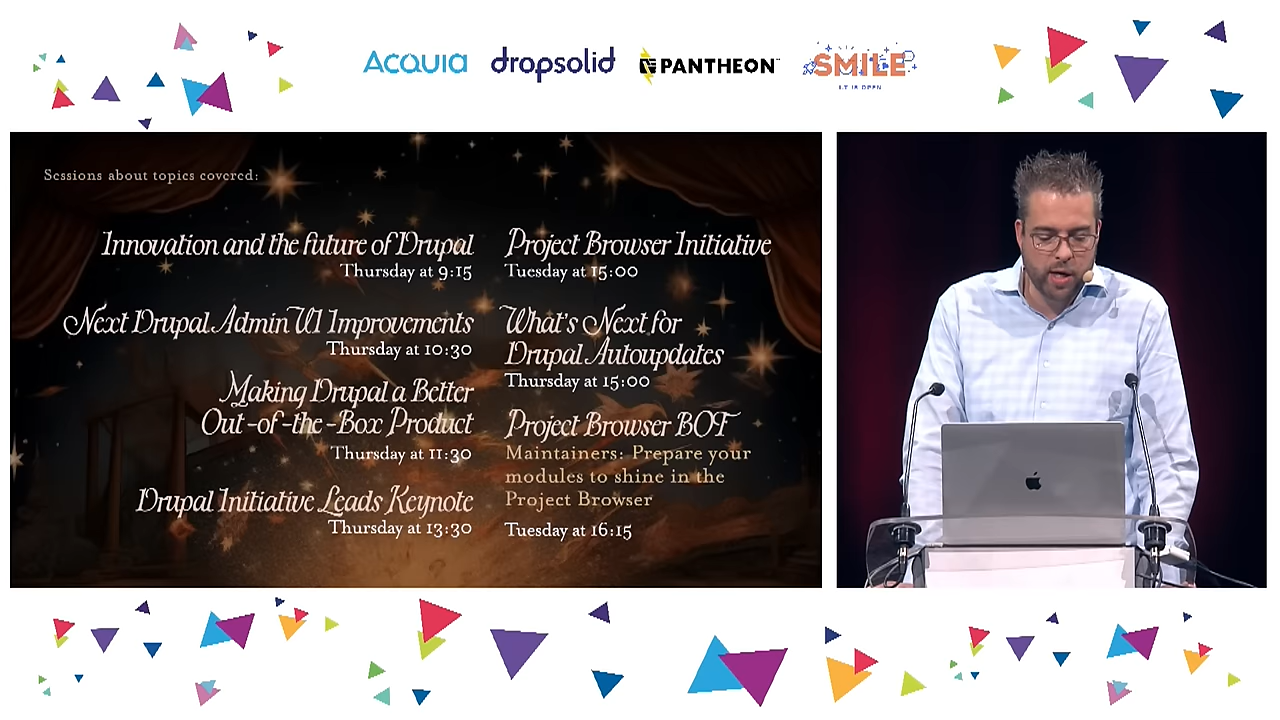 Acquia
dropsolid
PANTHEON
SMILE
I.T IS OPEN
Sessions about topics covered:
Innovation and the future of Drupal
Thursday at 9:15
Next Drupal Admin UI Improvements
Thursday at 10:30
Making Drupal a Better
Out-of-the-Box Product
Thursday at 11:30
Drupal Initiative Leads Keynote
Thursday at 13:30
Project Browser Initiative
Tuesday at 15:00
What's Next for
Drupal Autoupdates
Thursday at 15:00
Project Browser BOF
Maintainers: Prepare your
modules to shine in the
Project Browser
Tuesday at 16:15